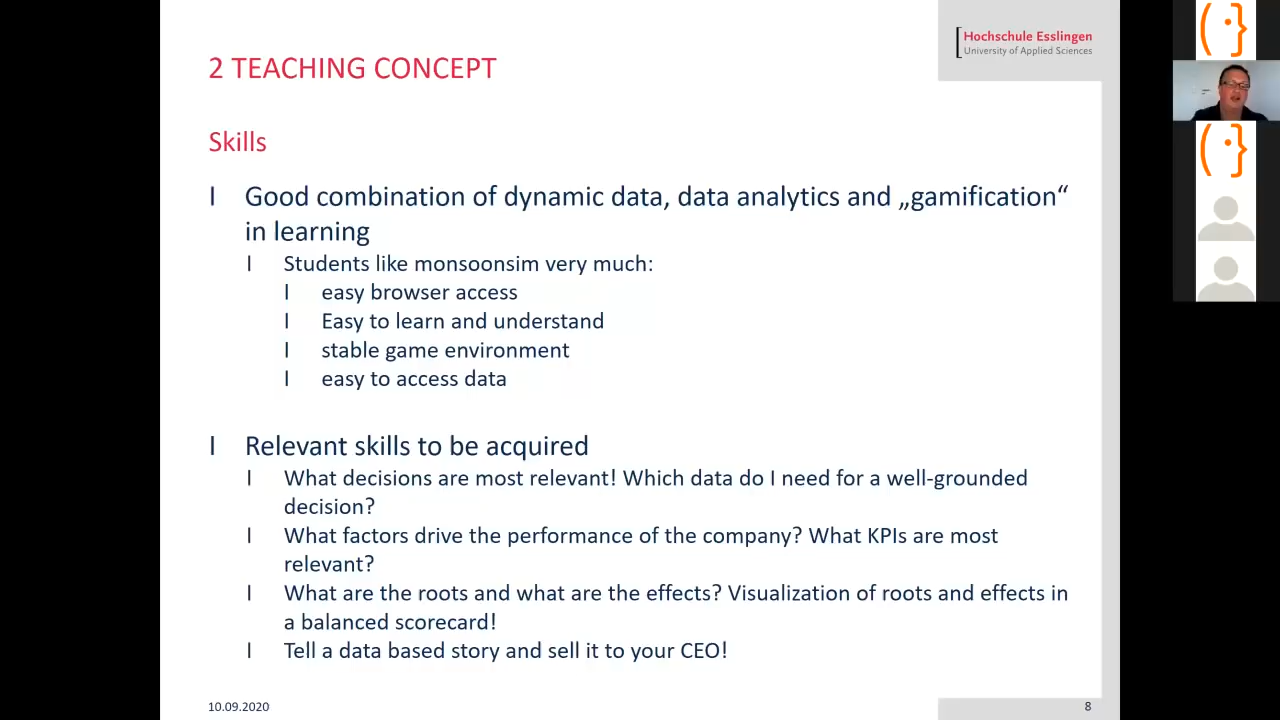 Hochschule Esslingen
University of Applied Sciences
2 TEACHING CONCEPT
Skills
I Good combination of dynamic data, data analytics and „gamification“
in learning
I Students like monsoonsim very much:
I easy browser access
I Easy to learn and understand
I stable game environment
I easy to access data
I Relevant skills to be acquired
I What decisions are most relevant! Which data do I need for a well-grounded
decision?
I What factors drive the performance of the company? What KPIs are most
relevant?
I What are the roots and what are the effects? Visualization of roots and effects in
a balanced scorecard!
I Tell a data based story and sell it to your CEO!
10.09.2020
8